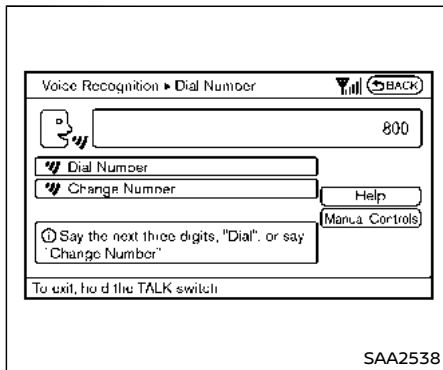 Voice Recognition ▸ Dial Number
BACK
800
Dial Number
Change Number
Help
Manual Controls
Say the next three digits, "Dial", or say
"Change Number"
To exit, hold the TALK switch
SAA2538